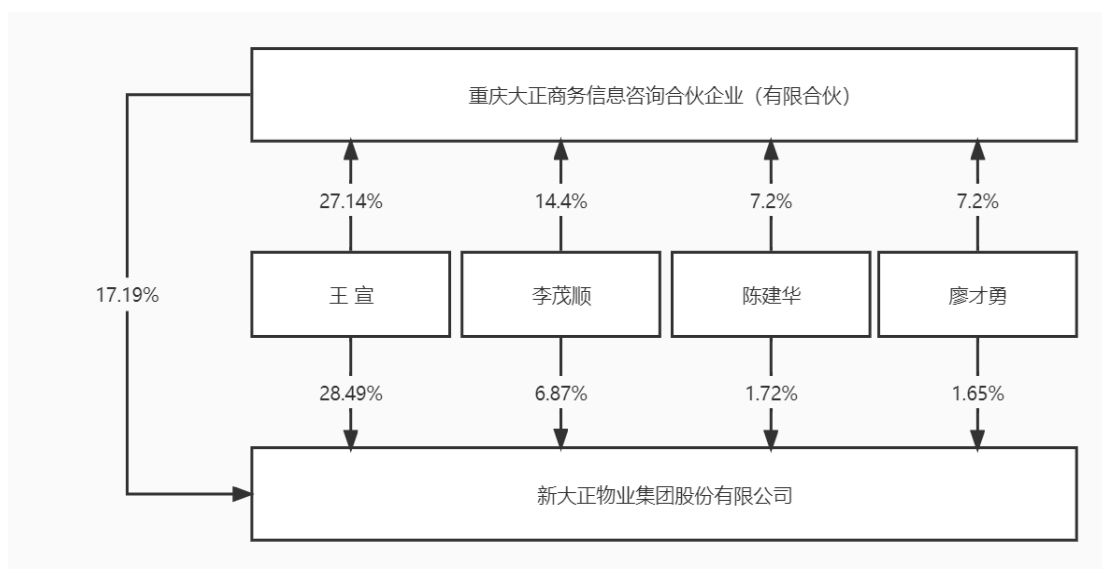 重庆大正商务信息咨询合伙企业（有限合伙）
27.14%
14.4%
7.2%
7.2%
17.19%
王 宣
李茂顺
陈建华
廖才勇
28.49%
6.87%
1.72%
1.65%
新大正物业集团股份有限公司